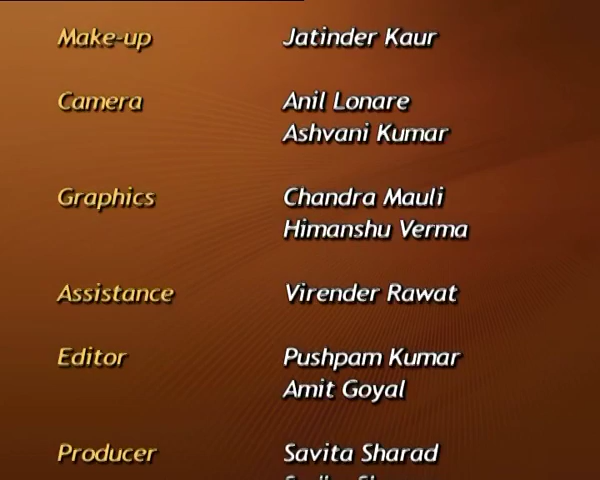 Make-up Jatinder Kaur
Camera Anil Lonare
Ashvani Kumar
Graphics Chandra Mauli
Himanshu Verma
Assistance Virender Rawat
Editor Pushpam Kumar
Amit Goyal
Producer Savita Sharad